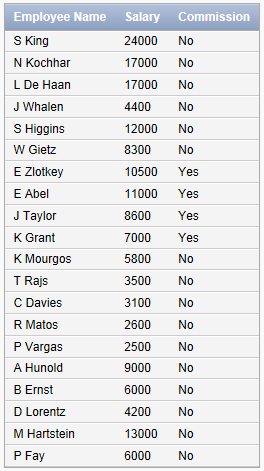 Employee Name Salary Commission
S King 24000 No
N Kochhar 17000 No
L De Haan 17000 No
J Whalen 4400 No
S Higgins 12000 No
W Gietz 8300 No
E Zlotkey 10500 Yes
E Abel 11000 Yes
J Taylor 8600 Yes
K Grant 7000 Yes
K Mourgos 5800 No
T Rajs 3500 No
C Davies 3100 No
R Matos 2600 No
P Vargas 2500 No
A Hunold 9000 No
B Ernst 6000 No
D Lorentz 4200 No
M Hartstein 13000 No
P Fay 6000 No